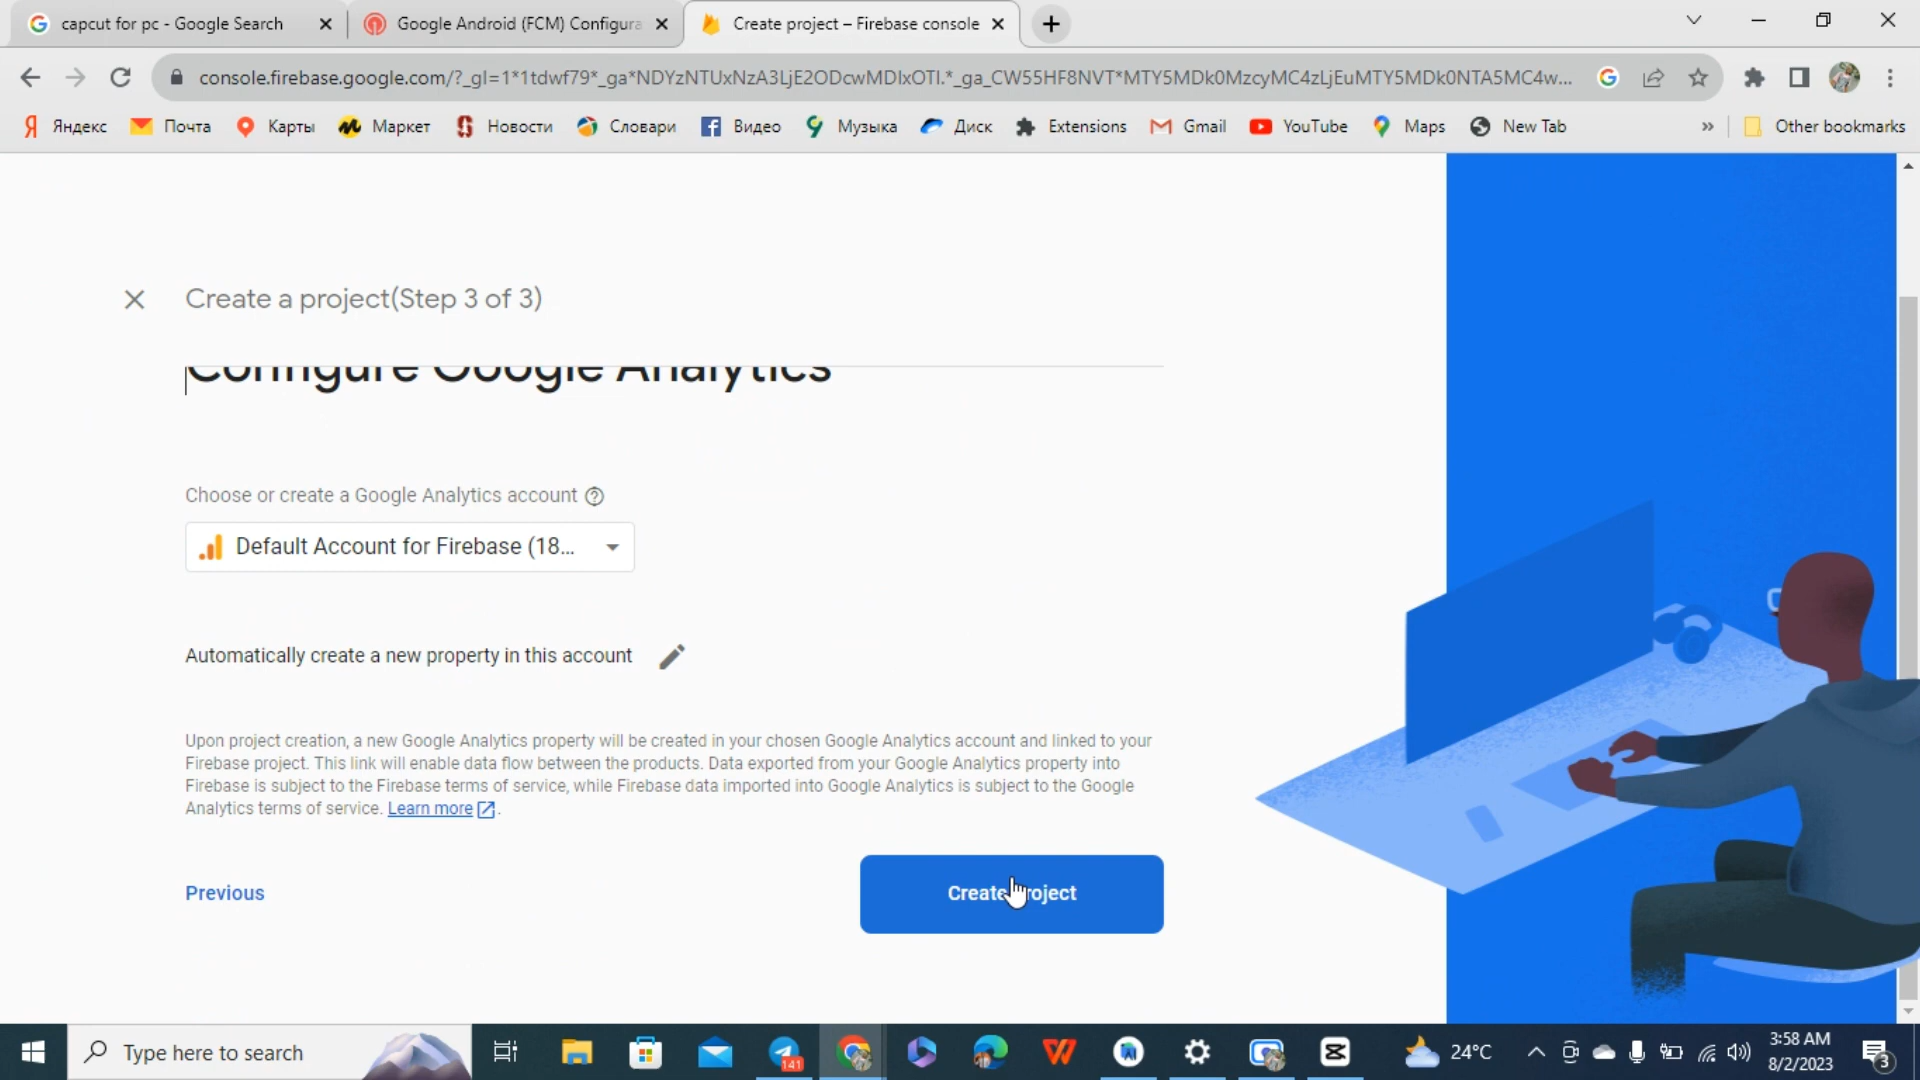 capcut for pc - Google Search
Google Android (FCM) Configura
Create project – Firebase console
console.firebase.google.com/?_gl=1*1tdwf79*_ga*NDYzNTUxNzA3LjE2ODcwMDIxOTI.*_ga_CW55HF8NVT*MTY5MDk0MzcyMC4zLjEuMTY5MDk0NTA5MC4w...
Яндекс
Почта
Карты
Маркет
Новости
Словари
Видео
Музыка
Диск
Extensions
Gmail
YouTube
Maps
New Tab
»
Other bookmarks
Create a project(Step 3 of 3)
Configure Google Analytics
Choose or create a Google Analytics account
Default Account for Firebase (18...
Automatically create a new property in this account
Upon project creation, a new Google Analytics property will be created in your chosen Google Analytics account and linked to your
Firebase project. This link will enable data flow between the products. Data exported from your Google Analytics property into
Firebase is subject to the Firebase terms of service, while Firebase data imported into Google Analytics is subject to the Google
Analytics terms of service. Learn more .
Previous
Create project
Type here to search
141
24°C
3:58 AM
8/2/2023
3